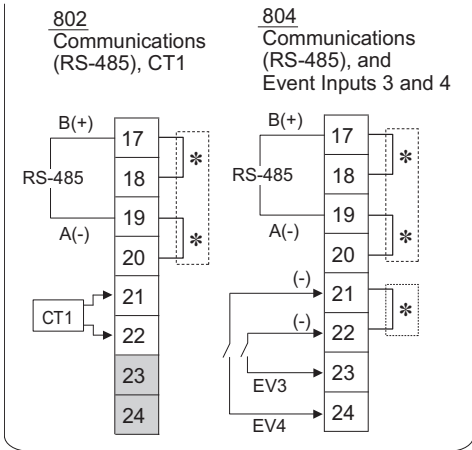 802
Communications
(RS-485), CT1
B(+)
17
18
RS-485
19
A(-)
20
21
CT1
22
23
24
*
*
804
Communications
(RS-485), and
Event Inputs 3 and 4
B(+)
17
18
RS-485
19
A(-)
20
(-)
21
(-)
22
23
EV3
24
EV4
*
*
*